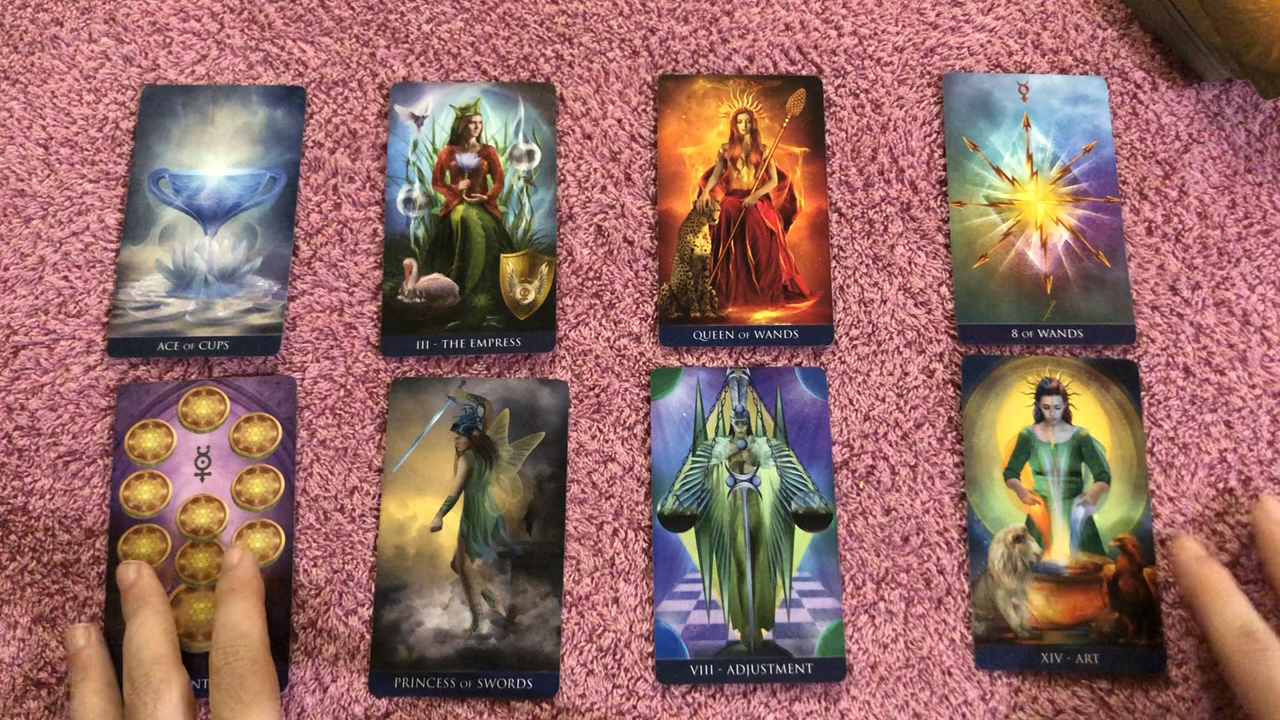 ACE OF CUPS
III - THE EMPRESS
QUEEN OF WANDS
8 OF WANDS
PRINCESS OF SWORDS
VIII - ADJUSTMENT
XIV - ART